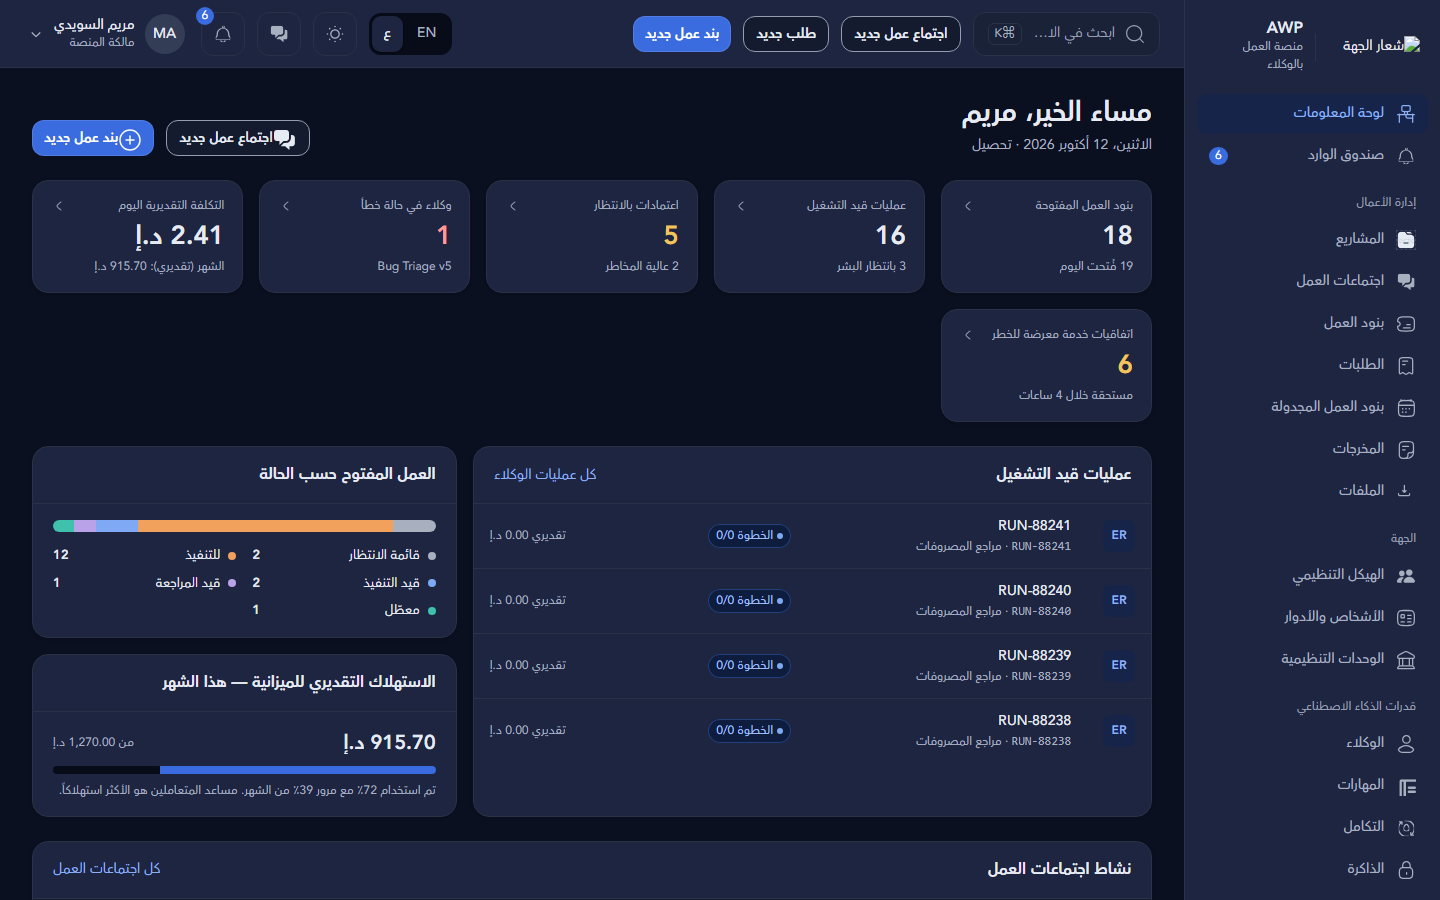 شعار الجهة
AWP
منصة العمل
بالوكلاء
لوحة المعلومات
صندوق الوارد 6
إدارة الأعمال
المشاريع
اجتماعات العمل
بنود العمل
الطلبات
بنود العمل المجدولة
المخرجات
الملفات
الجهة
الهيكل التنظيمي
الأشخاص والأدوار
الوحدات التنظيمية
قدرات الذكاء الاصطناعي
الوكلاء
المهارات
التكامل
الذاكرة
ابحث في الا... ⌘K
اجتماع عمل جديد
طلب جديد
بند عمل جديد
EN ع
6
MA
مريم السويدي
مالكة المنصة
مساء الخير، مريم
الاثنين، 12 أكتوبر 2026 · تحصيل
اجتماع عمل جديد
بند عمل جديد
بنود العمل المفتوحة
18
19 فُتحت اليوم
عمليات قيد التشغيل
16
3 بانتظار البشر
اعتمادات بالانتظار
5
2 عالية المخاطر
وكلاء في حالة خطأ
1
Bug Triage v5
التكلفة التقديرية اليوم
2.41 د.إ
الشهر (تقديري): 915.70 د.إ
اتفاقيات خدمة معرضة للخطر
6
مستحقة خلال 4 ساعات
عمليات قيد التشغيل
كل عمليات الوكلاء
ER
RUN-88241
RUN-88241 · مراجع المصروفات
الخطوة 0/0
تقديري 0.00 د.إ
ER
RUN-88240
RUN-88240 · مراجع المصروفات
الخطوة 0/0
تقديري 0.00 د.إ
ER
RUN-88239
RUN-88239 · مراجع المصروفات
الخطوة 0/0
تقديري 0.00 د.إ
ER
RUN-88238
RUN-88238 · مراجع المصروفات
الخطوة 0/0
تقديري 0.00 د.إ
العمل المفتوح حسب الحالة
قائمة الانتظار 2
للتنفيذ 12
قيد التنفيذ 2
قيد المراجعة 1
معطّل 1
الاستهلاك التقديري للميزانية — هذا الشهر
915.70 د.إ
من 1,270.00 د.إ
تم استخدام 72٪ مع مرور 39٪ من الشهر. مساعد المتعاملين هو الأكثر استهلاكاً.
نشاط اجتماعات العمل
كل اجتماعات العمل